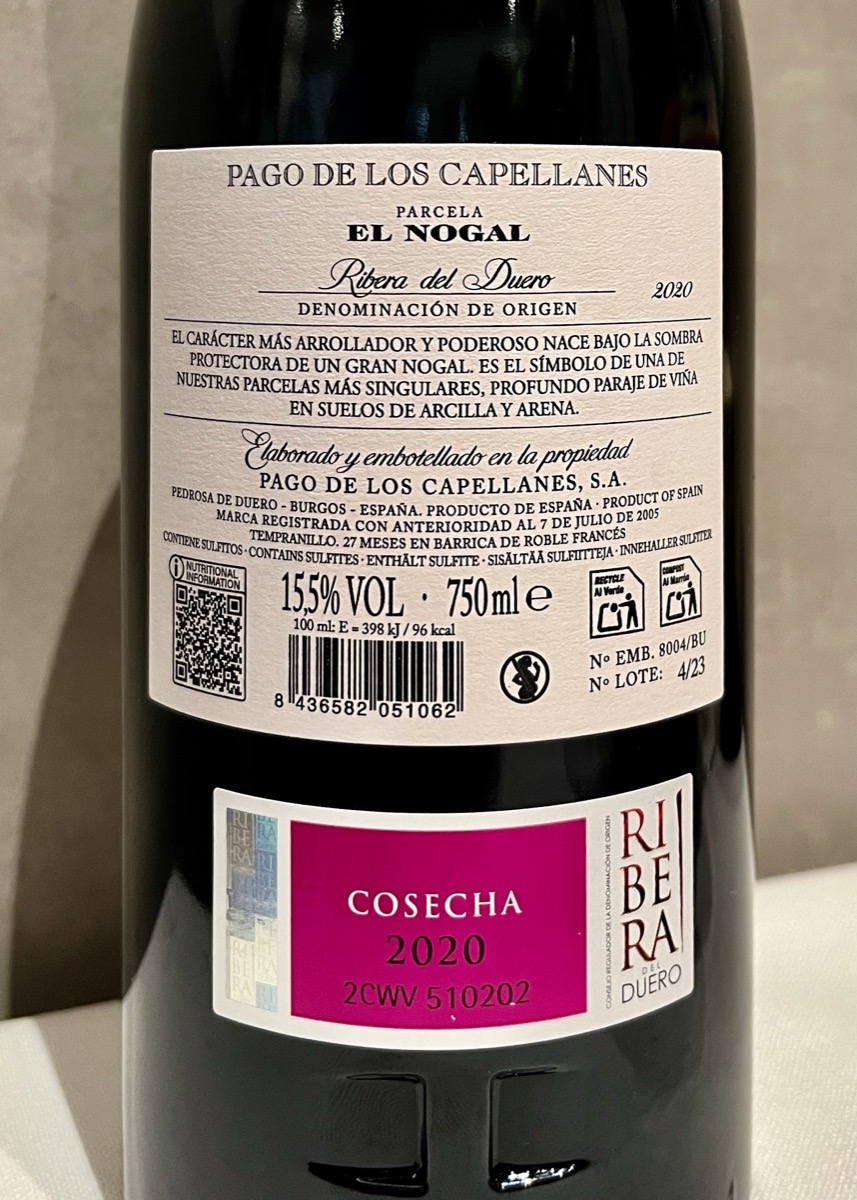 PAGO DE LOS CAPELLANES
PARCELA
EL NOGAL
Ribera del Duero
2020
DENOMINACIÓN DE ORIGEN
EL CARÁCTER MÁS ARROLLADOR Y PODEROSO NACE BAJO LA SOMBRA
PROTECTORA DE UN GRAN NOGAL. ES EL SÍMBOLO DE UNA DE
NUESTRAS PARCELAS MÁS SINGULARES, PROFUNDO PARAJE DE VIÑA
EN SUELOS DE ARCILLA Y ARENA.
Elaborado y embotellado en la propiedad
PAGO DE LOS CAPELLANES, S.A.
PEDROSA DE DUERO - BURGOS - ESPAÑA. PRODUCTO DE ESPAÑA · PRODUCT OF SPAIN
MARCA REGISTRADA CON ANTERIORIDAD AL 7 DE JULIO DE 2005
TEMPRANILLO. 27 MESES EN BARRICA DE ROBLE FRANCÉS
CONTIENE SULFITOS · CONTAINS SULFITES · ENTHÄLT SULFITE · SISÄLTÄÄ SULFIITTEJA · INNEHALLER SULFITER
i NUTRITIONAL
INFORMATION
15,5% VOL · 750 ml e
100 ml: E = 398 kJ / 96 kcal
8 436582 051062
RECYCLE
Al Verde
COMPOST
Al Marrón
Nº EMB. 8004/BU
Nº LOTE: 4/23
RI
BE
RA
COSECHA
2020
2CWV 510202
CONSEJO REGULADOR DE LA DENOMINACIÓN DE ORIGEN
RI
BE
RA
DEL
DUERO